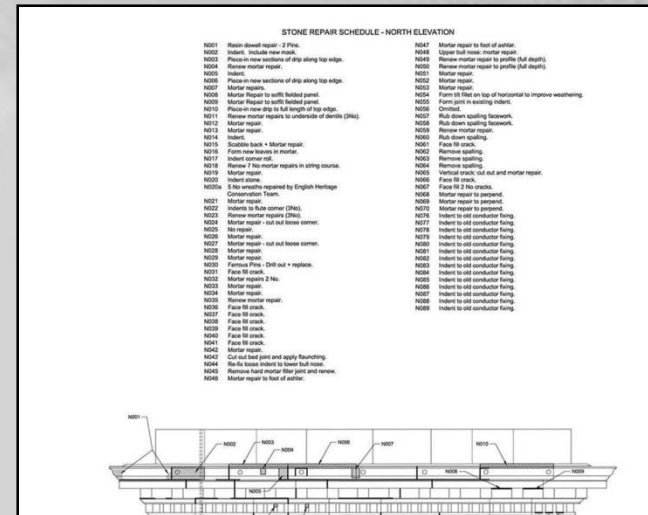 STONE REPAIR SCHEDULE - NORTH ELEVATION
N001 Resin dowell repair - 2 Pins.
N002 Indent. Include new mask.
N003 Piece-in new sections of drip along top edge.
N004 Renew mortar repair.
N005 Indent.
N006 Piece-in new sections of drip along top edge.
N007 Mortar repairs.
N008 Mortar Repair to soffit fielded panel.
N009 Mortar Repair to soffit fielded panel.
N010 Piece-in new drip to full length of top edge.
N011 Renew mortar repairs to underside of dentils (3No).
N012 Mortar repair.
N013 Mortar repair.
N014 Indent.
N015 Scabble back + Mortar repair.
N016 Form new leaves in mortar.
N017 Indent corner roll.
N018 Renew 7 No mortar repairs in string course.
N019 Mortar repair.
N020 Indent stone.
N020a 5 No wreaths repaired by English Heritage
Conservation Team.
N021 Mortar repair.
N022 Indents to flute corner (3No).
N023 Renew mortar repairs (3No).
N024 Mortar repair - cut out loose corner.
N025 No repair.
N026 Mortar repair.
N027 Mortar repair - cut out loose corner.
N028 Mortar repair.
N029 Mortar repair.
N030 Ferrous Pins - Drill out + replace.
N031 Face fill crack.
N032 Mortar repairs 2 No.
N033 Mortar repair.
N034 Mortar repair.
N035 Renew mortar repair.
N036 Face fill crack.
N037 Face fill crack.
N038 Face fill crack.
N039 Face fill crack.
N040 Face fill crack.
N041 Face fill crack.
N042 Mortar repair.
N042 Cut out bed joint and apply flaunching.
N044 Re-fix loose indent to lower bull nose.
N045 Remove hard mortar filler joint and renew.
N046 Mortar repair to foot of ashlar.
N047 Mortar repair to foot of ashlar.
N048 Upper bull nose: mortar repair.
N049 Renew mortar repair to profile (full depth).
N050 Renew mortar repair to profile (full depth).
N051 Mortar repair.
N052 Mortar repair.
N053 Mortar repair.
N054 Form tilt fillet on top of horizontal to improve weathering.
N055 Form joint in existing indent.
N056 Omitted.
N057 Rub down spalling facework.
N058 Rub down spalling facework.
N059 Renew mortar repair.
N060 Rub down spalling.
N061 Face fill crack.
N062 Remove spalling.
N063 Remove spalling.
N064 Remove spalling.
N065 Vertical crack: cut out and mortar repair.
N066 Face fill crack.
N067 Face fill 2 No cracks.
N068 Mortar repair to perpend.
N069 Mortar repair to perpend.
N070 Mortar repair to perpend.
N076 Indent to old conductor fixing.
N077 Indent to old conductor fixing.
N078 Indent to old conductor fixing.
N079 Indent to old conductor fixing.
N080 Indent to old conductor fixing.
N081 Indent to old conductor fixing.
N082 Indent to old conductor fixing.
N083 Indent to old conductor fixing.
N084 Indent to old conductor fixing.
N085 Indent to old conductor fixing.
N086 Indent to old conductor fixing.
N087 Indent to old conductor fixing.
N088 Indent to old conductor fixing.
N089 Indent to old conductor fixing.
N001
N002
N003
N004
N006
N007
N010
N008
N009
N005